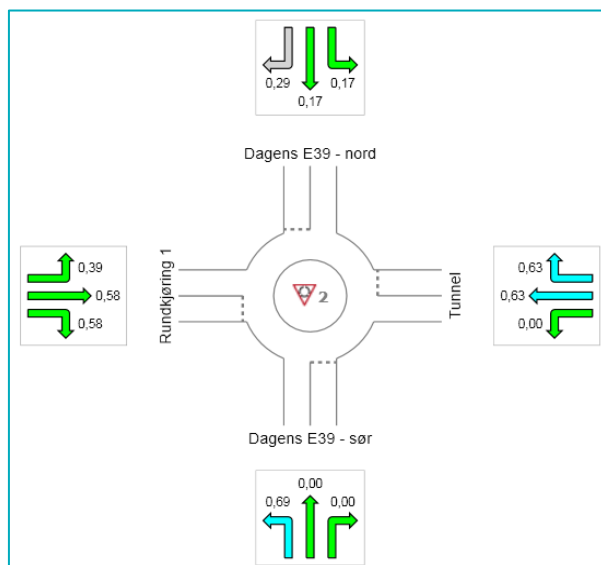 0,29 0,17
0,17
Dagens E39 - nord
Rundkjøring 1
0,39
0,58
0,58
2
Tunnel
0,63
0,63
0,00
Dagens E39 - sør
0,00
0,69 0,00